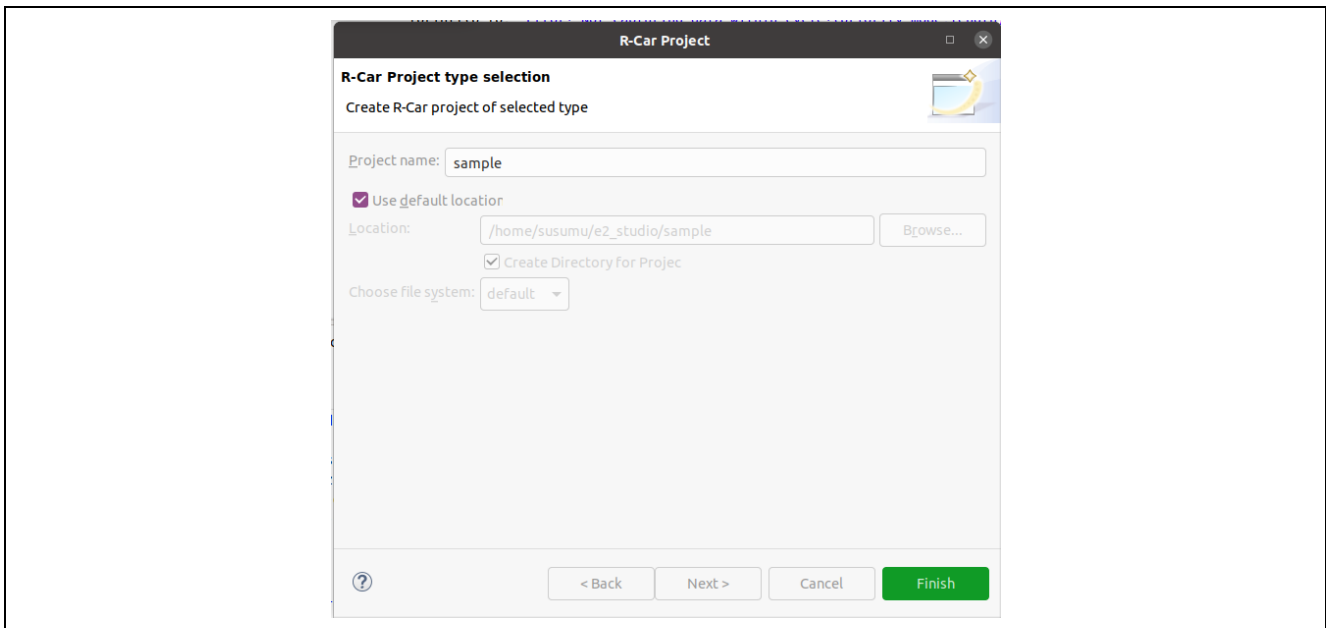 R-Car Project
R-Car Project type selection
Create R-Car project of selected type
Project name: sample
Use default location
Location: /home/susumu/e2_studio/sample Browse...
Create Directory for Projec
Choose file system: default
< Back Next > Cancel Finish